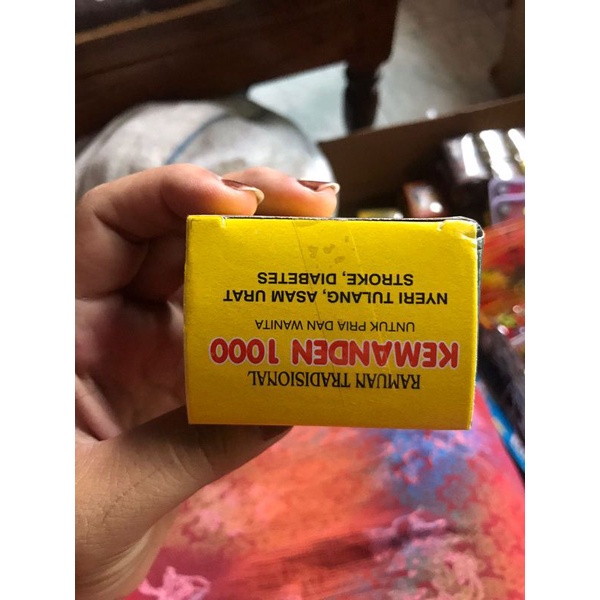 RAMUAN TRADISIONAL
KEMANDEN 1000
UNTUK PRIA DAN WANITA
NYERI TULANG, ASAM URAT
STROKE, DIABETES